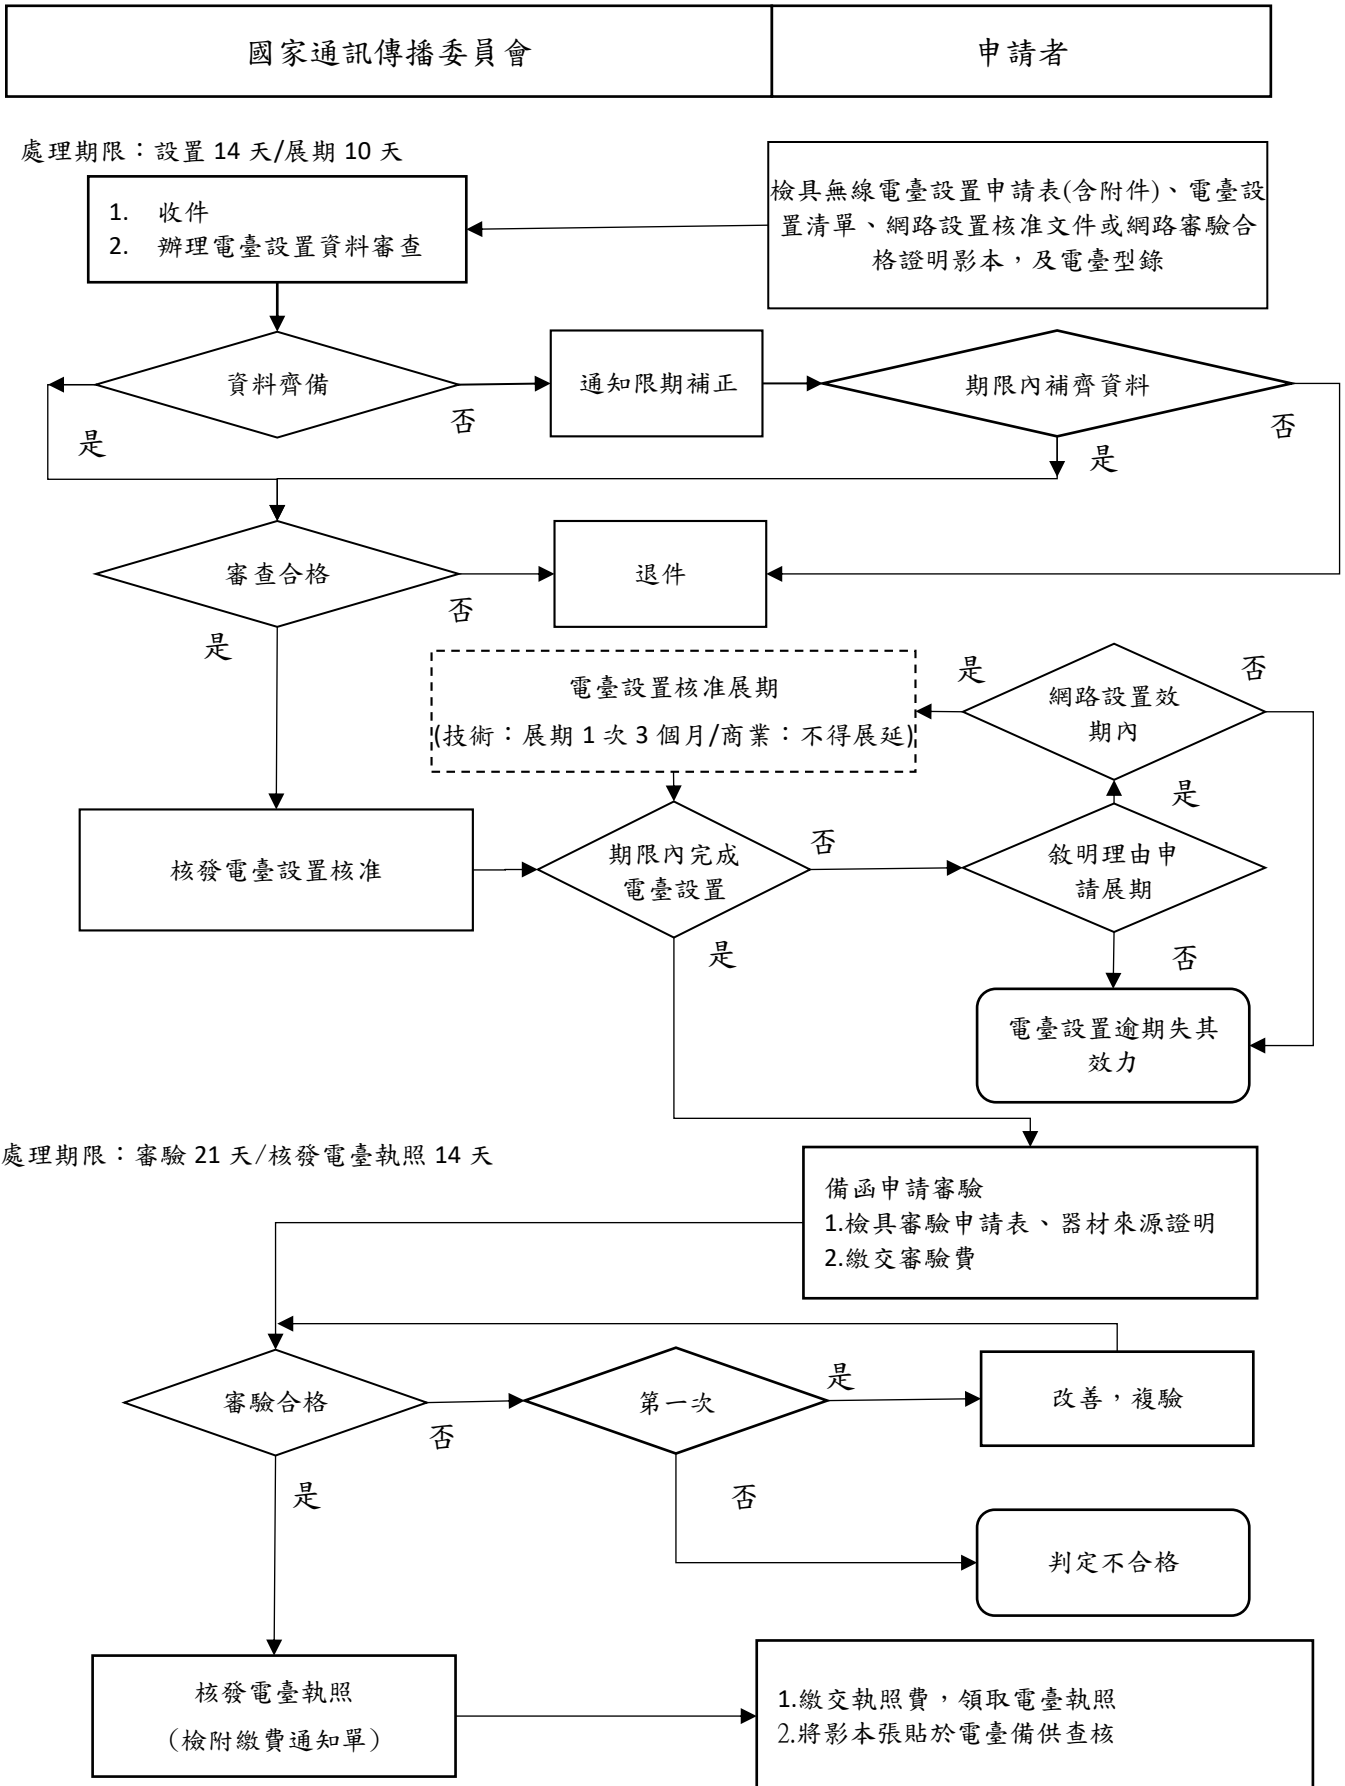 國家通訊傳播委員會
申請者
處理期限：設置 14 天/展期 10 天
1. 收件
2. 辦理電臺設置資料審查
檢具無線電臺設置申請表(含附件)、電臺設
置清單、網路設置核准文件或網路審驗合
格證明影本，及電臺型錄
資料齊備
通知限期補正
期限內補齊資料
是
否
是
否
審查合格
退件
是
否
電臺設置核准展期
(技術：展期 1 次 3 個月/商業：不得展延)
是
網路設置效
期內
否
是
核發電臺設置核准
期限內完成
電臺設置
否
敘明理由申
請展期
是
否
電臺設置逾期失其
效力
處理期限：審驗 21 天/核發電臺執照 14 天
備函申請審驗
1.檢具審驗申請表、器材來源證明
2.繳交審驗費
審驗合格
否
第一次
是
改善，複驗
是
否
判定不合格
核發電臺執照
（檢附繳費通知單）
1.繳交執照費，領取電臺執照
2.將影本張貼於電臺備供查核